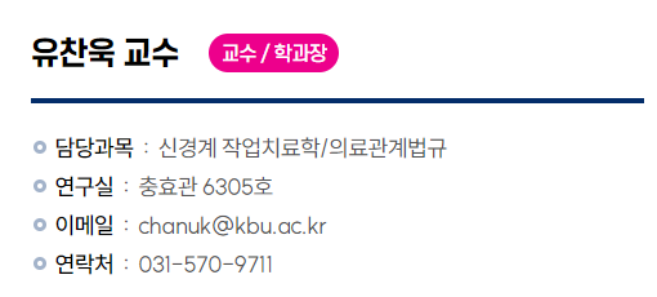 유찬욱 교수 교수 / 학과장
담당과목 : 신경계 작업치료학/의료관계법규
연구실 : 충효관 6305호
이메일 : chanuk@kbu.ac.kr
연락처 : 031-570-9711